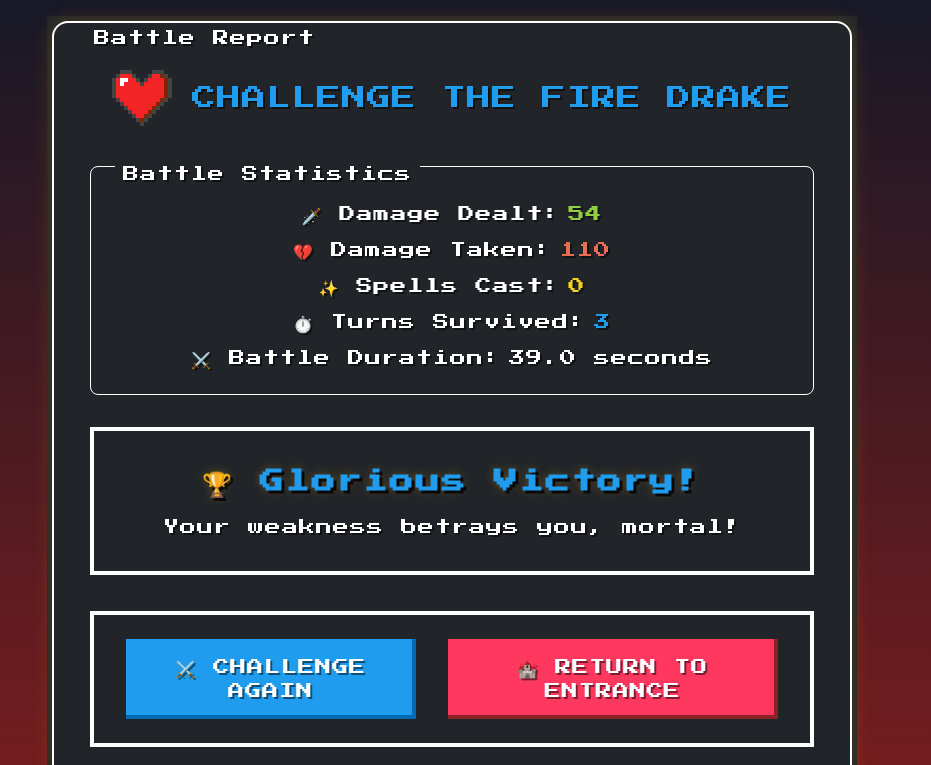 Battle Report
CHALLENGE THE FIRE DRAKE
Battle Statistics
Damage Dealt: 54
Damage Taken: 110
Spells Cast: 0
Turns Survived: 3
Battle Duration: 39.0 seconds
Glorious Victory!
Your weakness betrays you, mortal!
CHALLENGE
AGAIN
RETURN TO
ENTRANCE